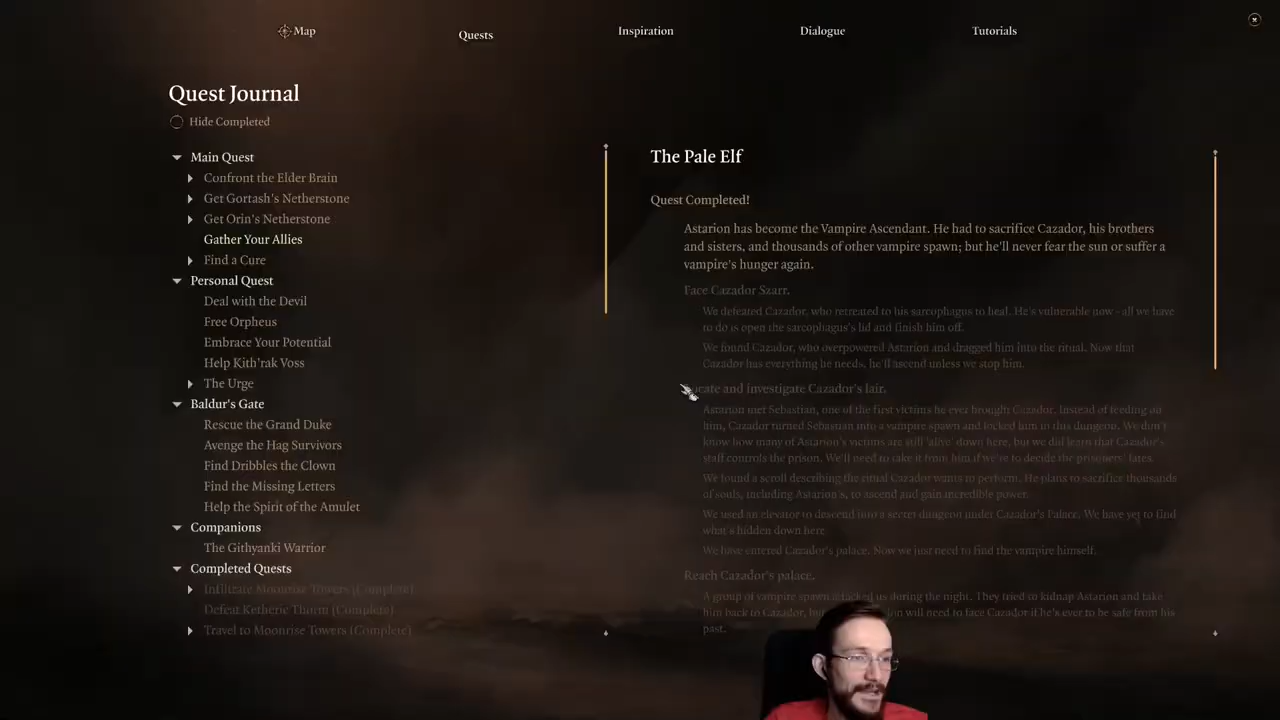 Map
Quests
Inspiration
Dialogue
Tutorials
Quest Journal
Hide Completed
Main Quest
Confront the Elder Brain
Get Gortash's Netherstone
Get Orin's Netherstone
Gather Your Allies
Find a Cure
Personal Quest
Deal with the Devil
Free Orpheus
Embrace Your Potential
Help Kith'rak Voss
The Urge
Baldur's Gate
Rescue the Grand Duke
Avenge the Hag Survivors
Find Dribbles the Clown
Find the Missing Letters
Help the Spirit of the Amulet
Companions
The Githyanki Warrior
Completed Quests
Infiltrate Moonrise Towers (Complete)
Defeat Ketheric Thorm (Complete)
Travel to Moonrise Towers (Complete)
The Pale Elf
Quest Completed!
Astarion has become the Vampire Ascendant. He had to sacrifice Cazador, his brothers
and sisters, and thousands of other vampire spawn; but he'll never fear the sun or suffer a
vampire's hunger again.
Face Cazador Szarr.
We defeated Cazador, who retreated to his sarcophagus to heal. He's vulnerable now - all we have
to do is open the sarcophagus's lid and finish him off.
We found Cazador, who overpowered Astarion and dragged him into the ritual. Now that
Cazador has everything he needs, he'll ascend unless we stop him.
and investigate Cazador's lair.
Astarion met Sebastian, one of the first victims he ever brought Cazador. Instead of feeding on
him, Cazador turned Sebastian into a vampire spawn and locked him in this dungeon. We don't
know how many of Astarion's victims are still 'alive' down here, but we did learn that Cazador's
staff controls the prison. We'll need to take it from him if we're to decide the prisoners' fates.
We found a scroll describing the ritual Cazador wants to perform. He plans to sacrifice thousands
of souls, including Astarion's, to ascend and gain incredible power.
We used an elevator to descend into a secret dungeon under Cazador's Palace. We have yet to find
what's hidden down here.
We have entered Cazador's palace. Now we just need to find the vampire himself.
Reach Cazador's palace.
A group of vampire spawn attacked us during the night. They tried to kidnap Astarion and take
him back to Cazador, but will need to face Cazador if he's ever to be safe from his
past.